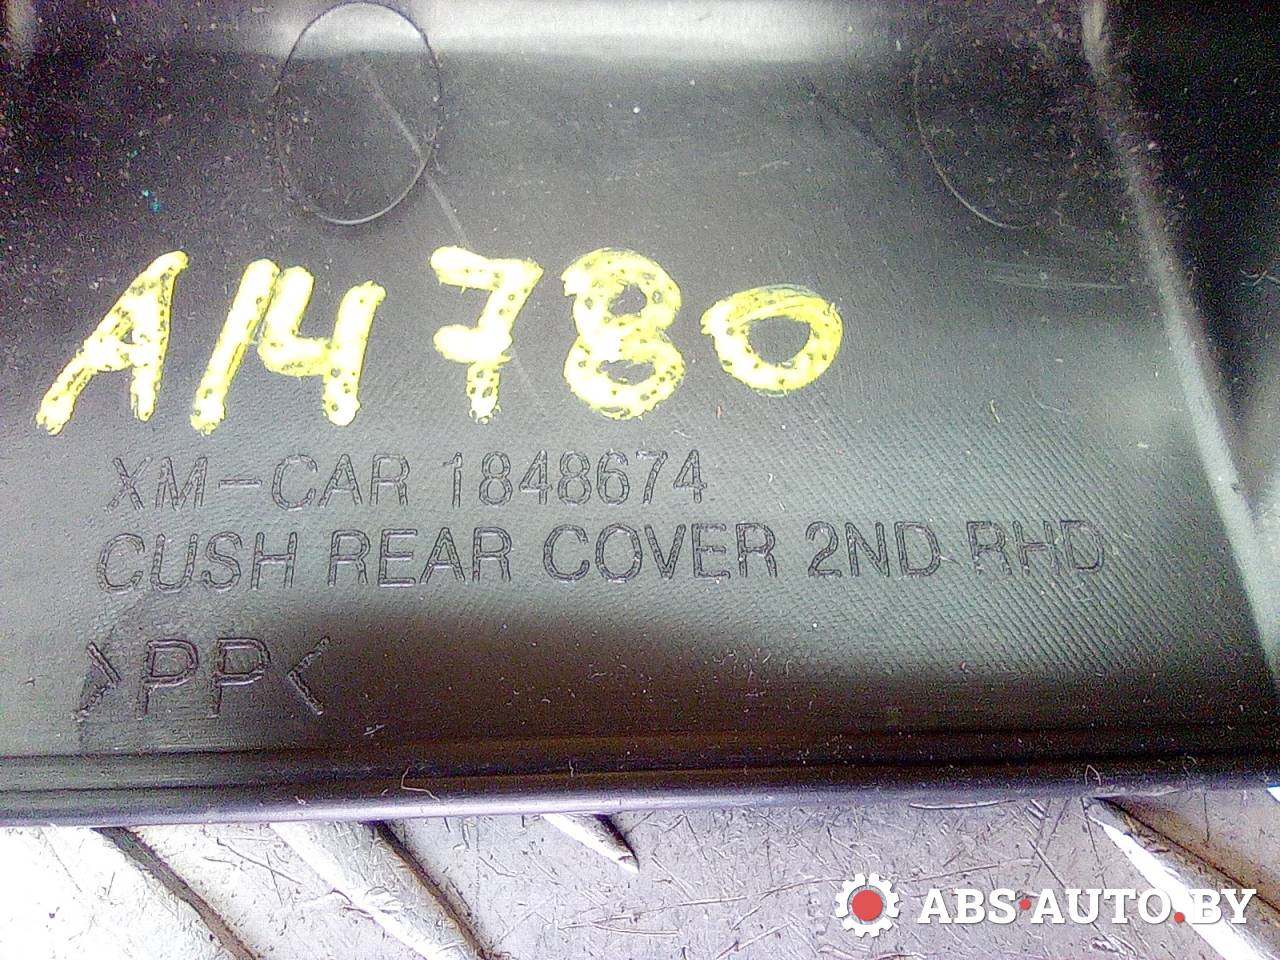 A14780
XM-CAR 1848674
CUSH REAR COVER 2ND RHD
>PP<
ABS·AUTO.BY